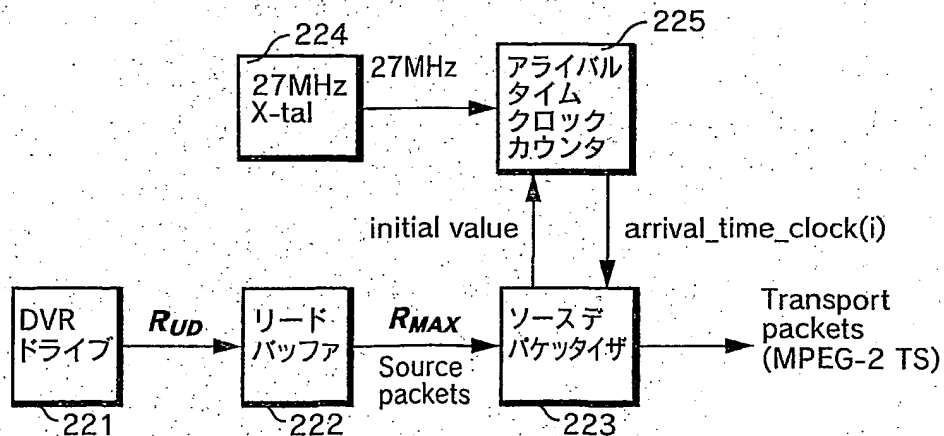 224
27MHz
X-tal
27MHz
225
アライバル
タイム
クロック
カウンタ
initial value
arrival_time_clock(i)
DVR
ドライブ
221
RUD
リード
バッファ
222
RMAX
Source
packets
ソースデ
パケッタイザ
223
Transport
packets
(MPEG-2 TS)